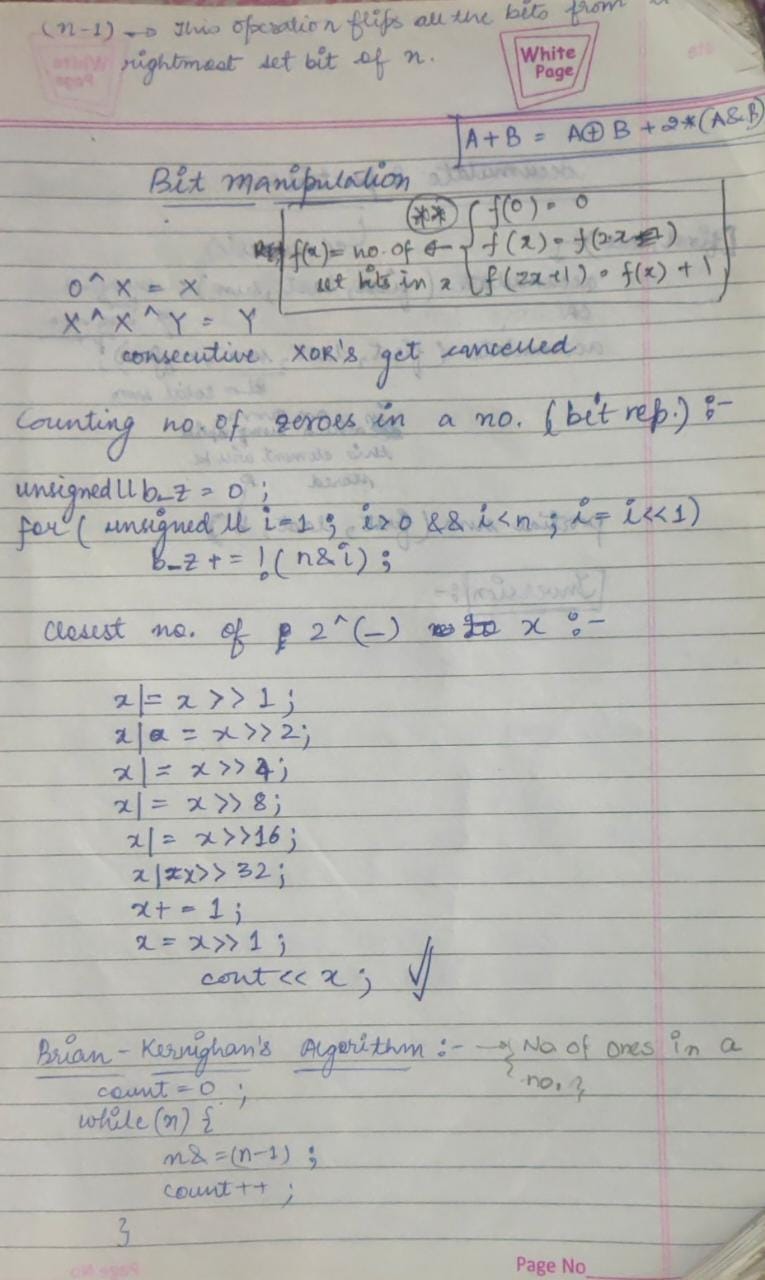 (n-1) → This operation flips all the bits from
rightmost set bit of n.
White
Page
A+B = A⊕B + 2*(A&B)
Bit manipulation
(**) { f(0) = 0
f(x) = no. of ← f(x) = f(2x)
set bits in x f(2x+1) = f(x) + 1
0^X = X
X^X^Y = Y
consecutive XOR's get cancelled
Counting no. of zeroes in a no. (bit rep.) :-
unsigned ll b_z = 0 ;
for ( unsigned ll i=1 ; i>0 && i<n ; i = i<<1)
b_z += !(n&i) ;
Closest no. of 2^(_) to x :-
x|= x >> 1 ;
x| = x>>2;
x|= x>>4;
x|= x>>8;
x|= x>>16;
x|=x>>32;
x+ = 1 ;
x = x>>1 ;
cout << x ;
Brian-Kernighan's Algorithm :- → { No of ones in a
no. }
count = 0 ;
while (n) {
n& =(n-1) ;
count++ ;
}
Page No